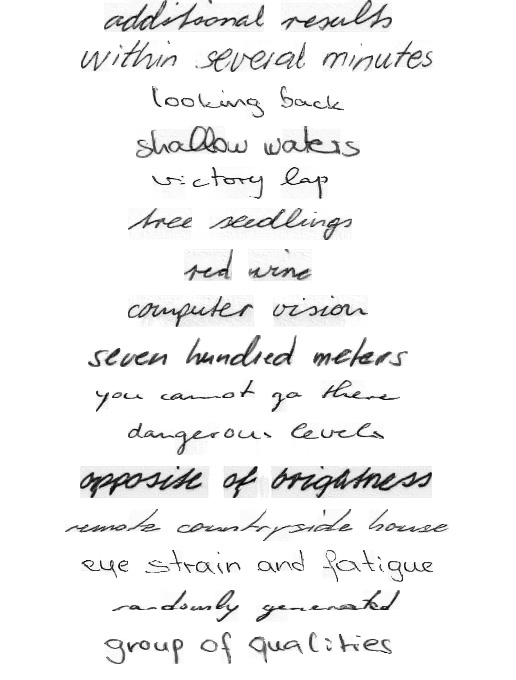 additional results
within several minutes
looking back
shallow waters
victory lap
tree seedlings
red wine
computer vision
seven hundred meters
you cannot go there
dangerous levels
opposite of brightness
remote countryside house
eye strain and fatigue
randomly generated
group of qualities